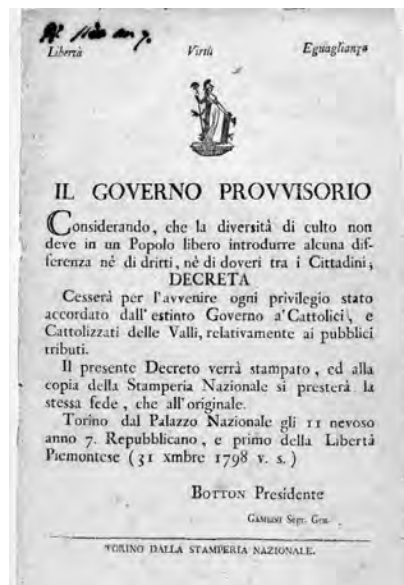 Libertà Virtù Eguaglianza
IL GOVERNO PROVVISORIO
Considerando, che la diversità di culto non
deve in un Popolo libero introdurre alcuna dif-
ferenza né di dritti, né di doveri tra i Cittadini;
DECRETA
Cesserà per l'avvenire ogni privilegio stato
accordato dall'estinto Governo a'Cattolici, e
Cattolizzati delle Valli, relativamente ai pubblici
tributi.
Il presente Decreto verrà stampato, ed alla
copia della Stamperia Nazionale si presterà la
stessa fede, che all'originale.
Torino dal Palazzo Nazionale gli 11 nevoso
anno 7. Repubblicano, e primo della Libertà
Piemontese (31 xmbre 1798 v. s.)
BOTTON Presidente
Segr. Gen.
TORINO DALLA STAMPERIA NAZIONALE.